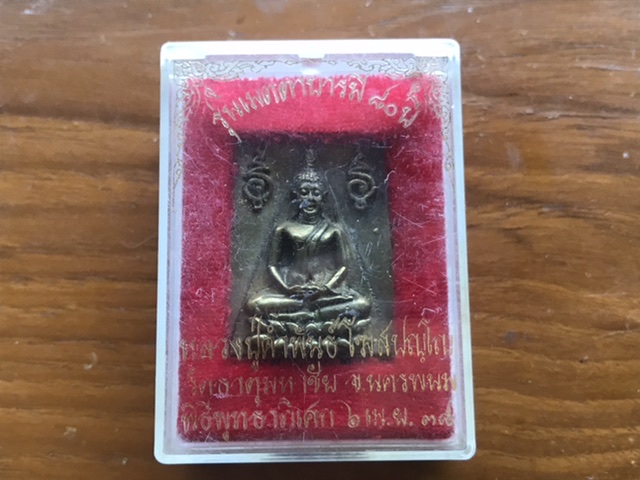 รุ่นเมตตาบารมี ๘๐ ปี
หลวงปู่คำพันธ์ โฆสปญฺโญ
วัดธาตุมหาชัย จ.นครพนม
พิธีพุทธาภิเศก ๖ เม.ย. ๓๙